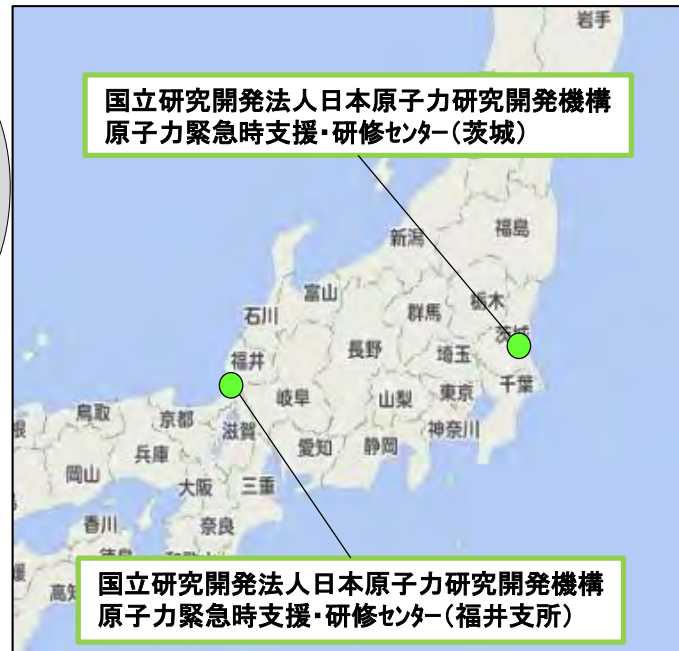 岩手
国立研究開発法人日本原子力研究開発機構
原子力緊急時支援・研修センター(茨城)
福島
新潟
富山
栃木
石川
群馬
茨城
長野
埼玉
福井
千葉
岐阜
山梨
東京
鳥取
京都
滋賀
神奈川
兵庫
愛知
静岡
岡山
大阪
三重
香川
奈良
国立研究開発法人日本原子力研究開発機構
原子力緊急時支援・研修センター(福井支所)